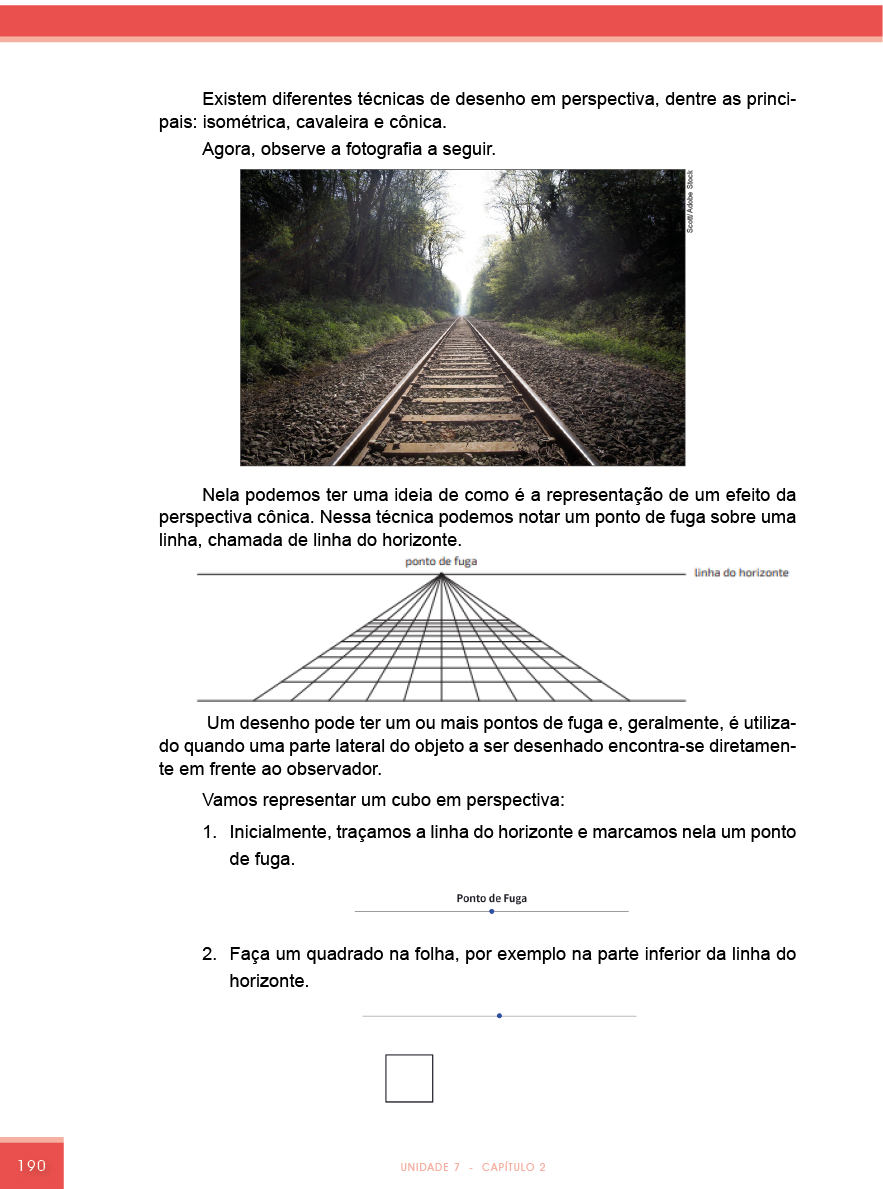 Existem diferentes técnicas de desenho em perspectiva, dentre as princi-
pais: isométrica, cavaleira e cônica.
Agora, observe a fotografia a seguir.
Scott/Adobe Stock
Nela podemos ter uma ideia de como é a representação de um efeito da
perspectiva cônica. Nessa técnica podemos notar um ponto de fuga sobre uma
linha, chamada de linha do horizonte.
ponto de fuga
linha do horizonte
Um desenho pode ter um ou mais pontos de fuga e, geralmente, é utiliza-
do quando uma parte lateral do objeto a ser desenhado encontra-se diretamen-
te em frente ao observador.
Vamos representar um cubo em perspectiva:
1. Inicialmente, traçamos a linha do horizonte e marcamos nela um ponto
de fuga.
Ponto de Fuga
2. Faça um quadrado na folha, por exemplo na parte inferior da linha do
horizonte.
190
UNIDADE 7 - CAPÍTULO 2